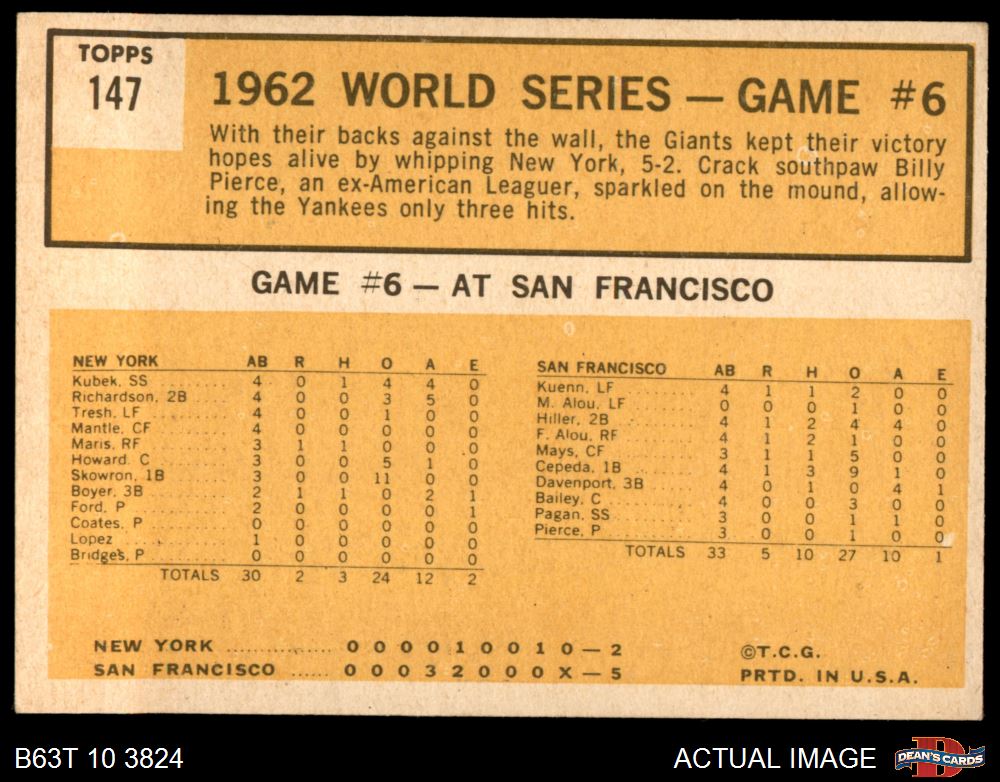 TOPPS
147
1962 WORLD SERIES — GAME #6
With their backs against the wall, the Giants kept their victory
hopes alive by whipping New York, 5-2. Crack southpaw Billy
Pierce, an ex-American Leaguer, sparkled on the mound, allow-
ing the Yankees only three hits.
GAME #6 — AT SAN FRANCISCO
NEW YORK AB R H O A E
Kubek, SS ........ 4 0 1 4 4 0
Richardson, 2B .... 4 0 0 3 5 0
Tresh, LF ........ 4 0 0 1 0 0
Mantle, CF ........ 4 0 0 0 0 0
Maris, RF ........ 3 1 1 0 0 0
Howard, C ........ 3 0 0 5 1 0
Skowron, 1B ...... 3 0 0 11 0 0
Boyer, 3B ........ 2 1 1 0 2 1
Ford, P .......... 2 0 0 0 0 1
Coates, P ........ 0 0 0 0 0 0
Lopez ............ 1 0 0 0 0 0
Bridges, P ........ 0 0 0 0 0 0
TOTALS 30 2 3 24 12 2
SAN FRANCISCO AB R H O A E
Kuenn, LF ........ 4 1 1 2 0 0
M. Alou, LF ...... 0 0 0 1 0 0
Hiller, 2B ........ 4 1 2 4 4 0
F. Alou, RF ...... 4 1 2 1 0 0
Mays, CF ........ 3 1 1 5 0 0
Cepeda, 1B ...... 4 1 3 9 1 0
Davenport, 3B .... 4 0 1 0 4 1
Bailey, C ........ 4 0 0 3 0 0
Pagan, SS ........ 3 0 0 1 1 0
Pierce, P ........ 3 0 0 1 0 0
TOTALS 33 5 10 27 10 1
NEW YORK .............. 0 0 0 0 1 0 0 1 0 — 2
SAN FRANCISCO ...... 0 0 0 3 2 0 0 0 X — 5
©T.C.G.
PRTD. IN U.S.A.
B63T 10 3824
ACTUAL IMAGE
D
DEAN'S CARDS